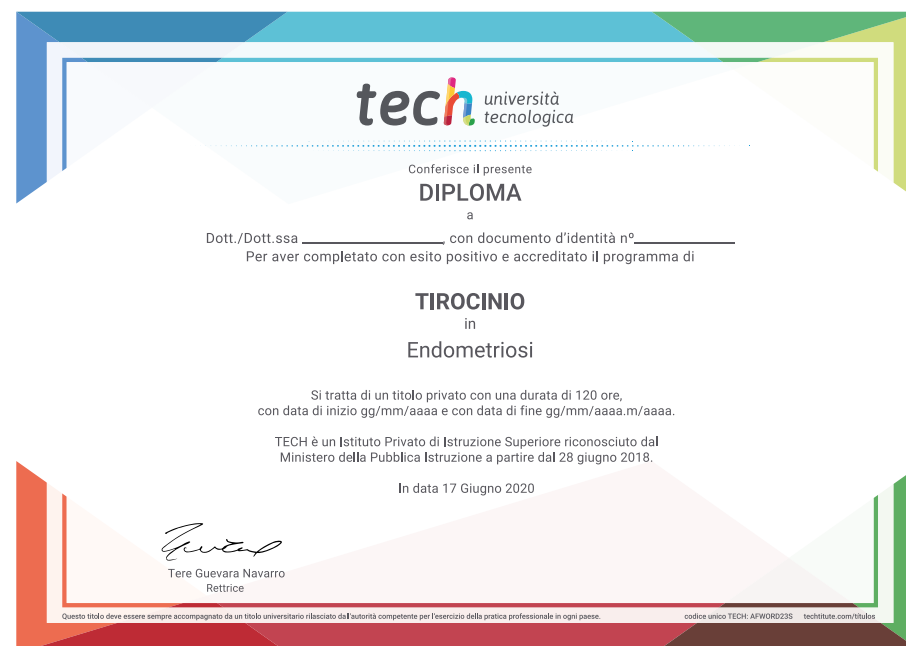 tech università
tecnologica
Conferisce il presente
DIPLOMA
a
Dott./Dott.ssa ____________________, con documento d'identità nº______________
Per aver completato con esito positivo e accreditato il programma di
TIROCINIO
in
Endometriosi
Si tratta di un titolo privato con una durata di 120 ore,
con data di inizio gg/mm/aaaa e con data di fine gg/mm/aaaa.m/aaaa.
TECH è un Istituto Privato di Istruzione Superiore riconosciuto dal
Ministero della Pubblica Istruzione a partire dal 28 giugno 2018.
In data 17 Giugno 2020
Tere Guevara Navarro
Rettrice
Questo titolo deve essere sempre accompagnato da un titolo universitario rilasciato dall'autorità competente per l'esercizio della pratica professionale in ogni paese. codice unico TECH: AFWORD23S techtitute.com/titulos